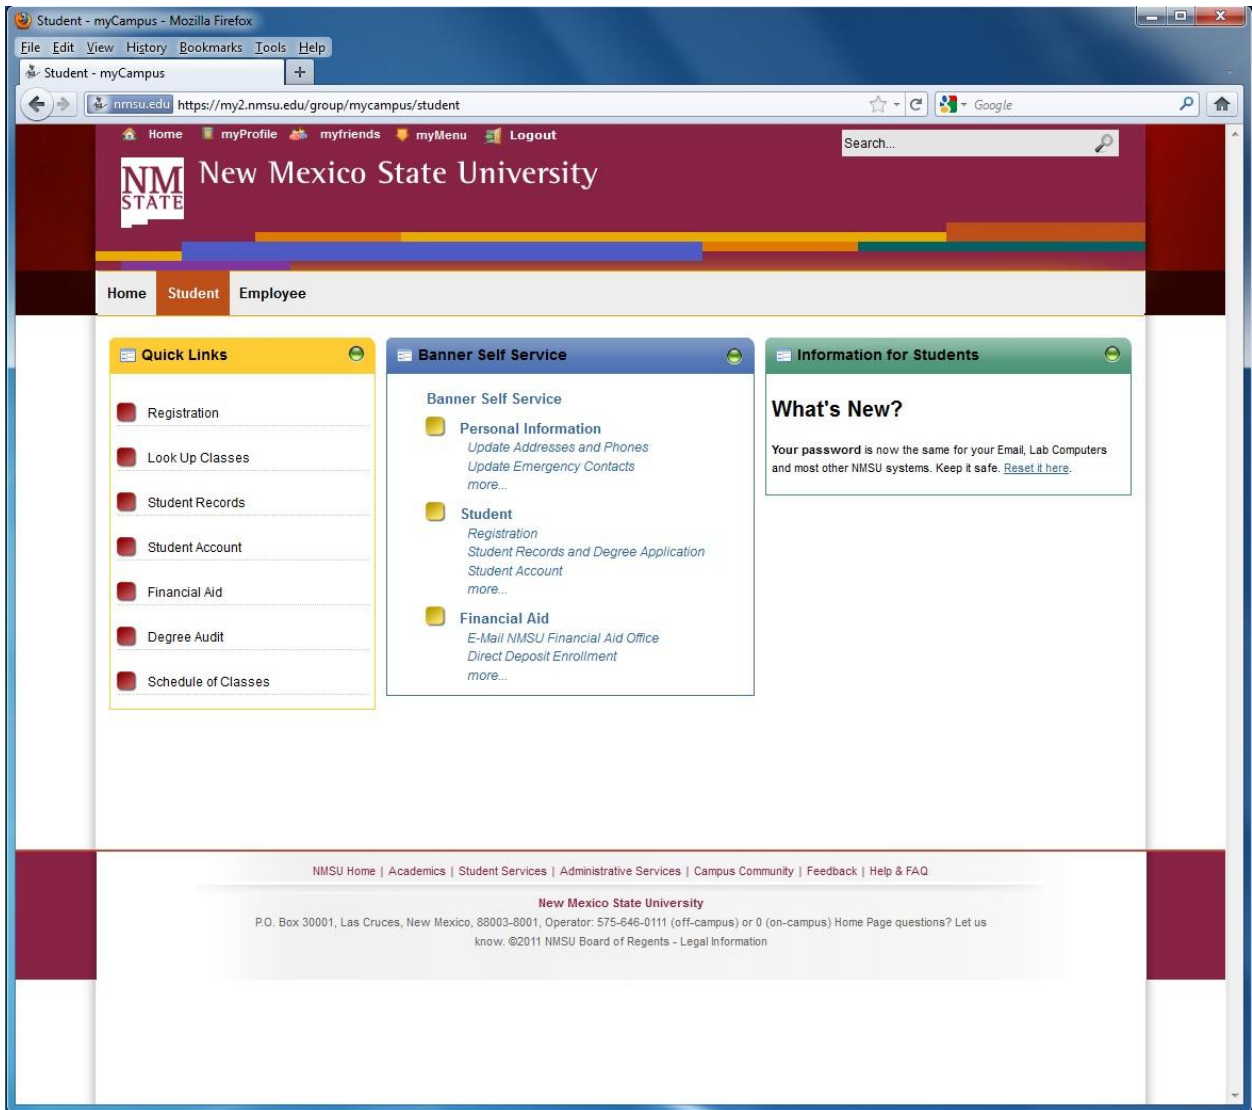 Student - myCampus - Mozilla Firefox
File Edit View History Bookmarks Tools Help
Student - myCampus
nmsu.edu https://my2.nmsu.edu/group/mycampus/student
Google
Home myProfile myfriends myMenu Logout
Search...
NM
STATE
New Mexico State University
Home Student Employee
Quick Links
Registration
Look Up Classes
Student Records
Student Account
Financial Aid
Degree Audit
Schedule of Classes
Banner Self Service
Banner Self Service
Personal Information
Update Addresses and Phones
Update Emergency Contacts
more...
Student
Registration
Student Records and Degree Application
Student Account
more...
Financial Aid
E-Mail NMSU Financial Aid Office
Direct Deposit Enrollment
more...
Information for Students
What's New?
Your password is now the same for your Email, Lab Computers
and most other NMSU systems. Keep it safe. Reset it here.
NMSU Home | Academics | Student Services | Administrative Services | Campus Community | Feedback | Help & FAQ
New Mexico State University
P.O. Box 30001, Las Cruces, New Mexico, 88003-8001, Operator: 575-646-0111 (off-campus) or 0 (on-campus) Home Page questions? Let us
know. ©2011 NMSU Board of Regents - Legal Information